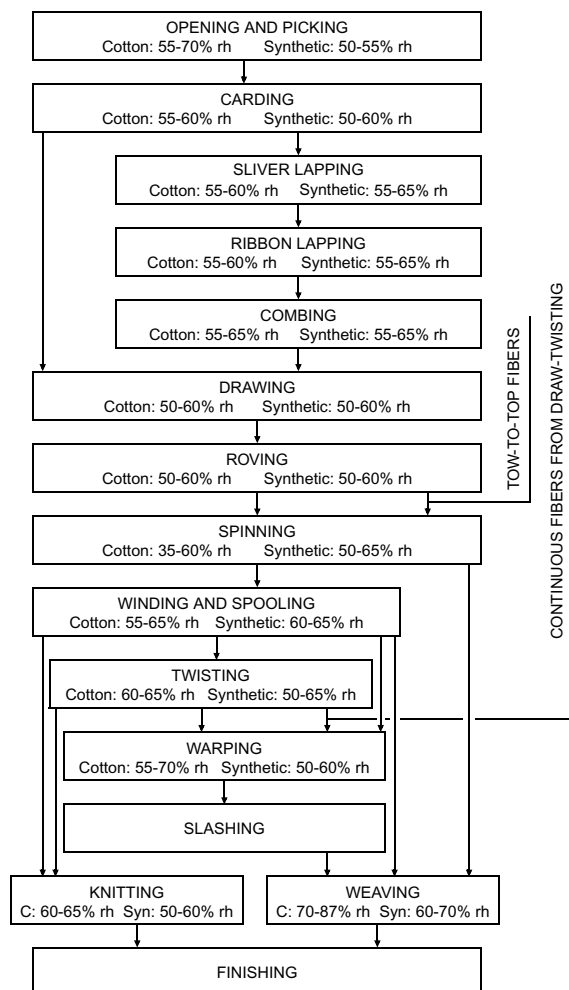 OPENING AND PICKING
Cotton: 55-70% rh Synthetic: 50-55% rh
CARDING
Cotton: 55-60% rh Synthetic: 50-60% rh
SLIVER LAPPING
Cotton: 55-60% rh Synthetic: 55-65% rh
RIBBON LAPPING
Cotton: 55-60% rh Synthetic: 55-65% rh
COMBING
Cotton: 55-65% rh Synthetic: 55-65% rh
DRAWING
Cotton: 50-60% rh Synthetic: 50-60% rh
ROVING
Cotton: 50-60% rh Synthetic: 50-60% rh
TOW-TO-TOP FIBERS
CONTINUOUS FIBERS FROM DRAW-TWISTING
SPINNING
Cotton: 35-60% rh Synthetic: 50-65% rh
WINDING AND SPOOLING
Cotton: 55-65% rh Synthetic: 60-65% rh
TWISTING
Cotton: 60-65% rh Synthetic: 50-65% rh
WARPING
Cotton: 55-70% rh Synthetic: 50-60% rh
SLASHING
KNITTING
C: 60-65% rh Syn: 50-60% rh
WEAVING
C: 70-87% rh Syn: 60-70% rh
FINISHING